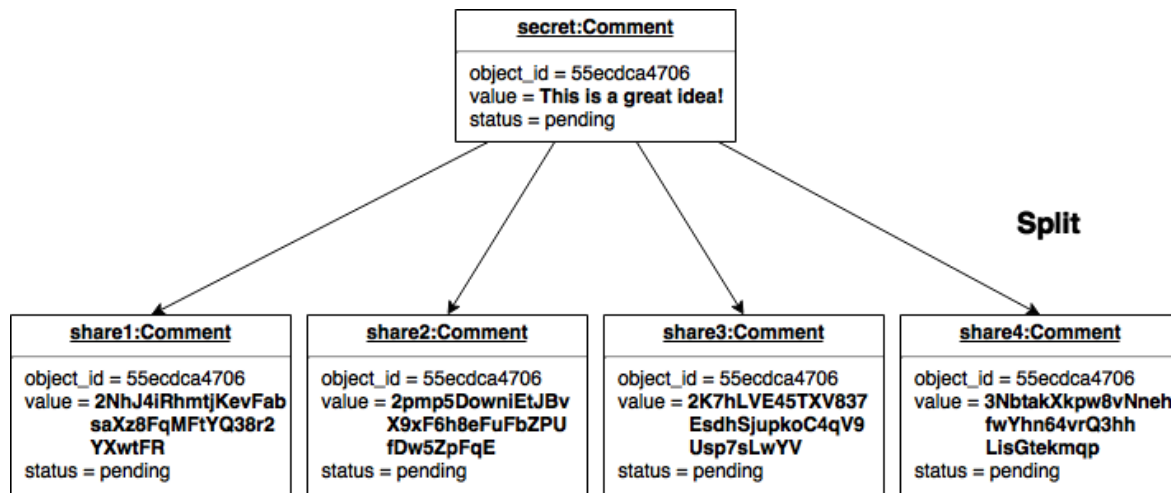 secret:Comment
object_id = 55ecdca4706
value = This is a great idea!
status = pending
Split
share1:Comment
object_id = 55ecdca4706
value = 2NhJ4iRhmtjKevFab
saXz8FqMFtYQ38r2
YXwtFR
status = pending
share2:Comment
object_id = 55ecdca4706
value = 2pmp5DowniEtJBv
X9xF6h8eFuFbZPU
fDw5ZpFqE
status = pending
share3:Comment
object_id = 55ecdca4706
value = 2K7hLVE45TXV837
EsdhSjupkoC4qV9
Usp7sLwYV
status = pending
share4:Comment
object_id = 55ecdca4706
value = 3NbtakXkpw8vNneh
fwYhn64vrQ3hh
LisGtekmqp
status = pending